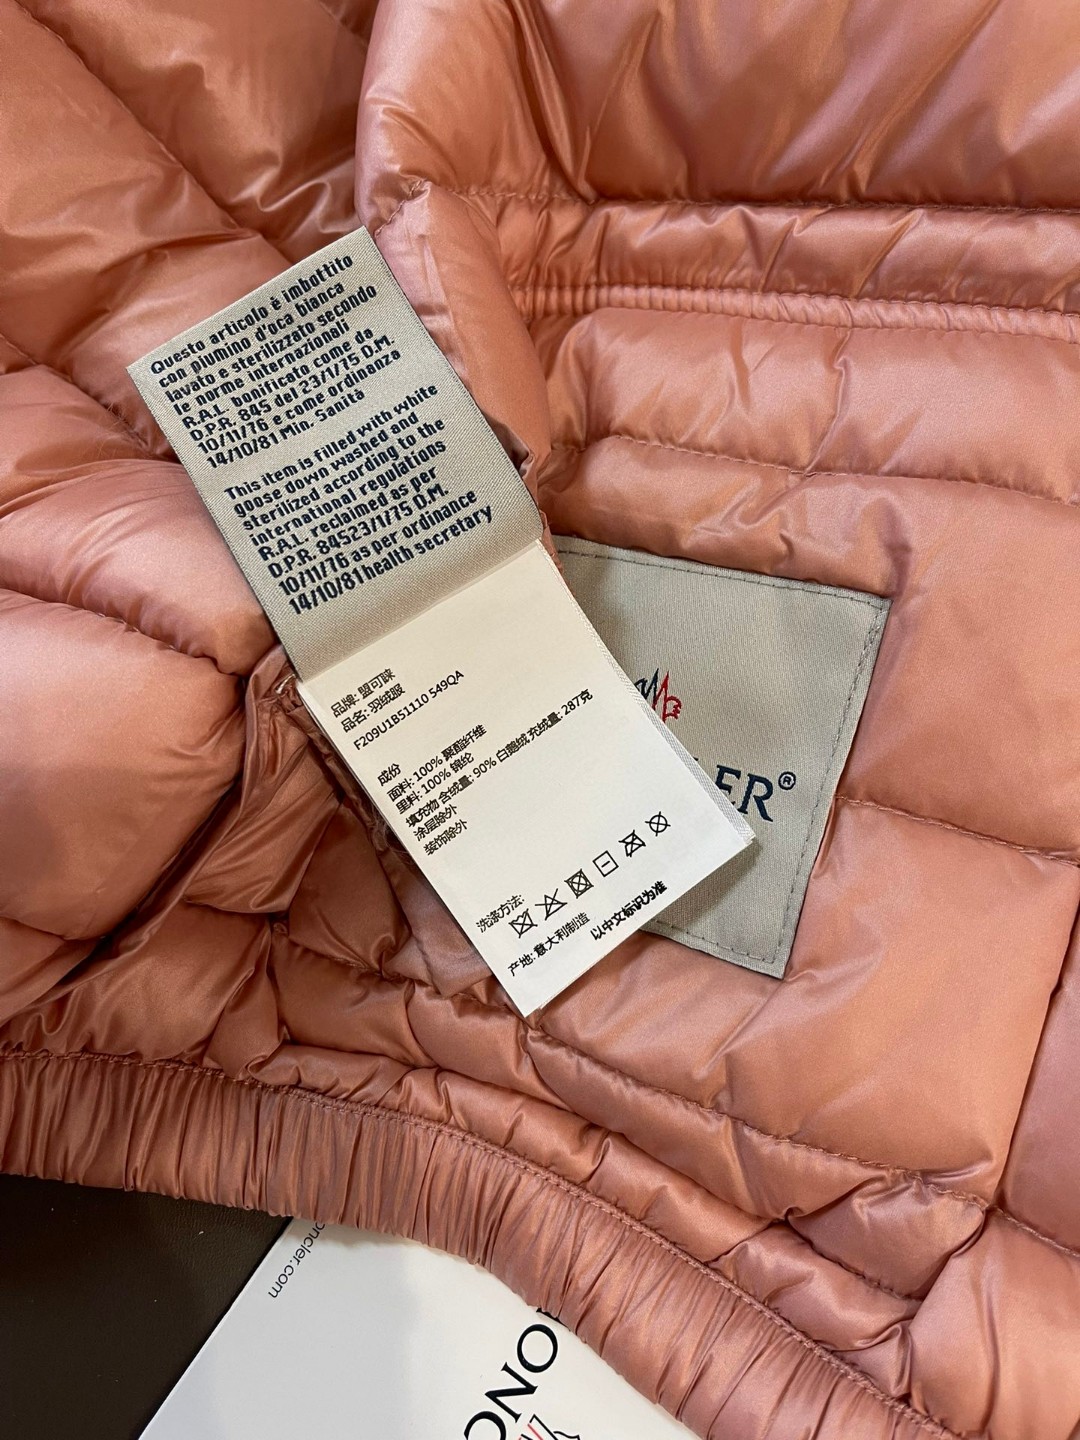 Questo articolo è imbottito
con piumino d'oca bianca
lavato e sterilizzato secondo
le norme internazionali
R.A.L. bonificato come da
D.P.R. 845 del 23/1/75 D.M.
10/11/76 e come ordinanza
14/10/81 Min. Sanità
This item is filled with white
goose down washed and
sterilized according to the
international regulations
R.A.L. reclaimed as per
D.P.R. 84523/1/75 D.M.
10/11/76 as per ordinance
14/10/81health secretary
品牌: 盟可睐
品名: 羽绒服
F209U1B51110 549QA
成份
面料: 100% 聚酯纤维
里料: 100% 锦纶
填充物 含绒量: 90% 白鹅绒 充绒量: 287克
涂层除外
装饰除外
洗涤方法:
产地: 意大利制造
以中文标识为准
ER®
oncler.com
ONC